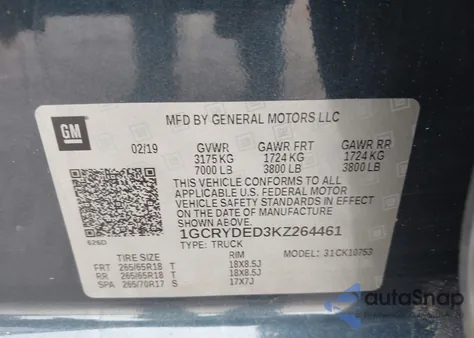 GM
MFD BY GENERAL MOTORS LLC
02/19 GVWR GAWR FRT GAWR RR
3175 KG 1724 KG 1724 KG
7000 LB 3800 LB 3800 LB
THIS VEHICLE CONFORMS TO ALL
APPLICABLE U.S. FEDERAL MOTOR
VEHICLE SAFETY STANDARDS IN EFFECT
ON THE DATE OF MANUFACTURE
1GCRYDED3KZ264461
TYPE: TRUCK MODEL: 31CK10753
626D
TIRE SIZE RIM
FRT 265/65R18 T 18X8.5J
RR 265/65R18 T 18X8.5J
SPA 265/70R17 S 17X7J
autoSnap